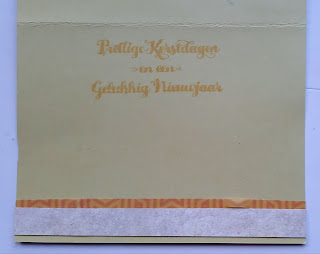 Prettige Kerstdagen
en een
Gelukkig Nieuwjaar